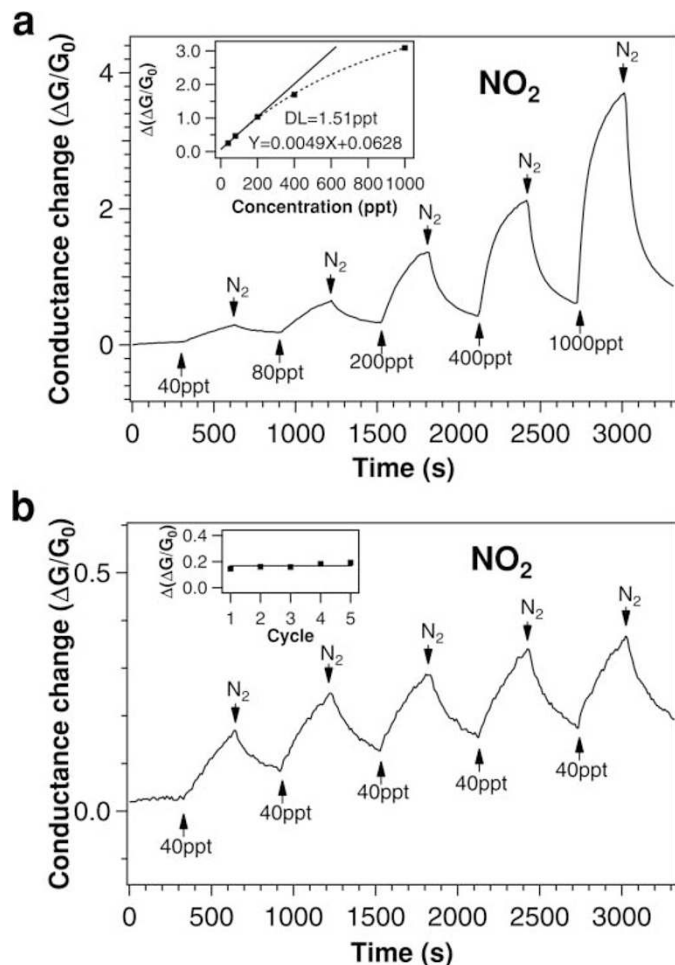 a
Conductance change (ΔG/G₀)
4
2
0
NO₂
Δ(ΔG/G₀)
3.0
2.0
1.0
0.0
DL=1.51ppt
Y=0.0049X+0.0628
0 200 400 600 800 1000
Concentration (ppt)
N₂
N₂
N₂
N₂
N₂
40ppt
80ppt
200ppt
400ppt
1000ppt
0 500 1000 1500 2000 2500 3000
Time (s)
b
Conductance change (ΔG/G₀)
0.5
0.0
NO₂
Δ(ΔG/G₀)
0.4
0.2
0.0
1 2 3 4 5
Cycle
N₂
N₂
N₂
N₂
N₂
40ppt
40ppt
40ppt
40ppt
40ppt
0 500 1000 1500 2000 2500 3000
Time (s)